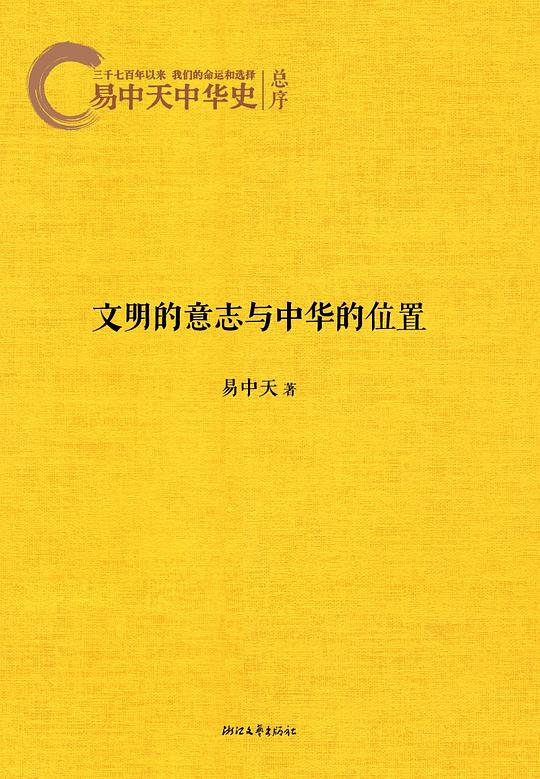 三千七百年以来 我们的命运和选择
易中天中华史 总序
文明的意志与中华的位置
易中天 著
浙江文艺出版社